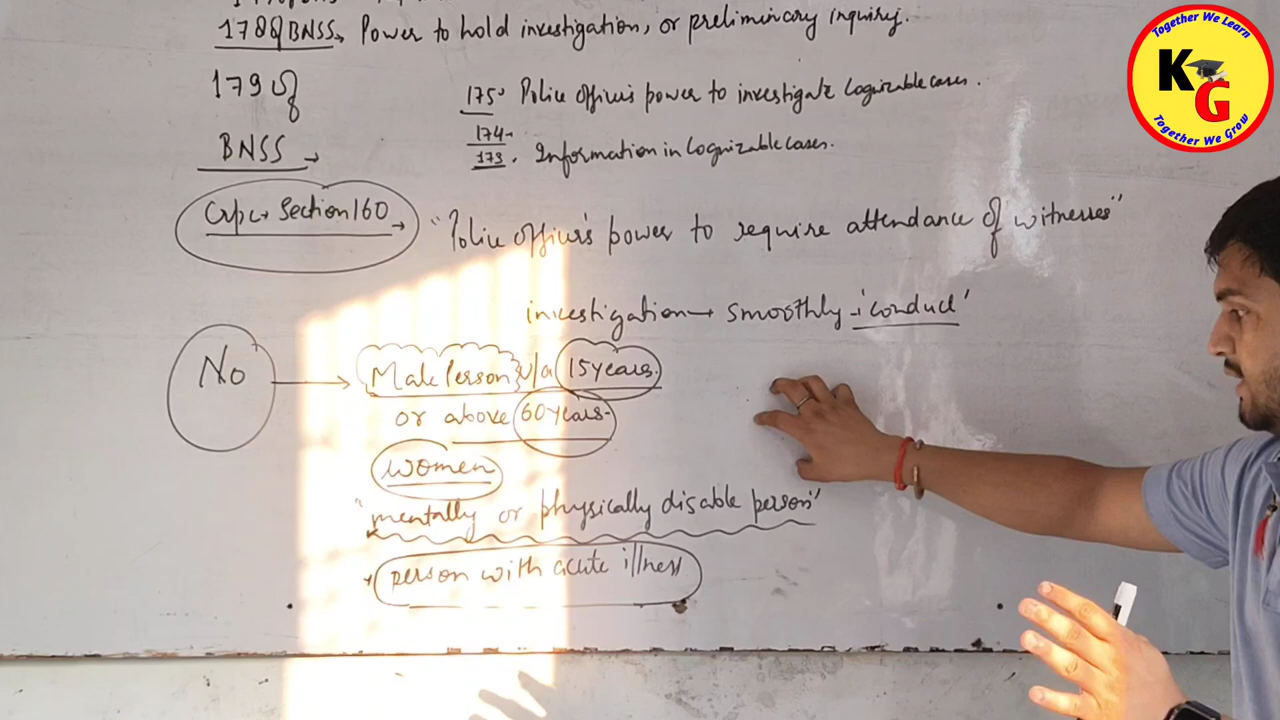 178 of BNSS → Power to hold investigation, or preliminary inquiry.
179 of
BNSS →
175 Police officer's power to investigate Cognizable cases.
174
173. Information in Cognizable cases.
Crpc → Section 160 → "Police officer's power to require attendance of witnesses"
investigation → smoothly - 'conduct'
No → Male Person u/a 15 years.
or above 60 years.
women
"mentally or physically disable person"
person with acute illness
Together We Learn
KG
Together We Grow